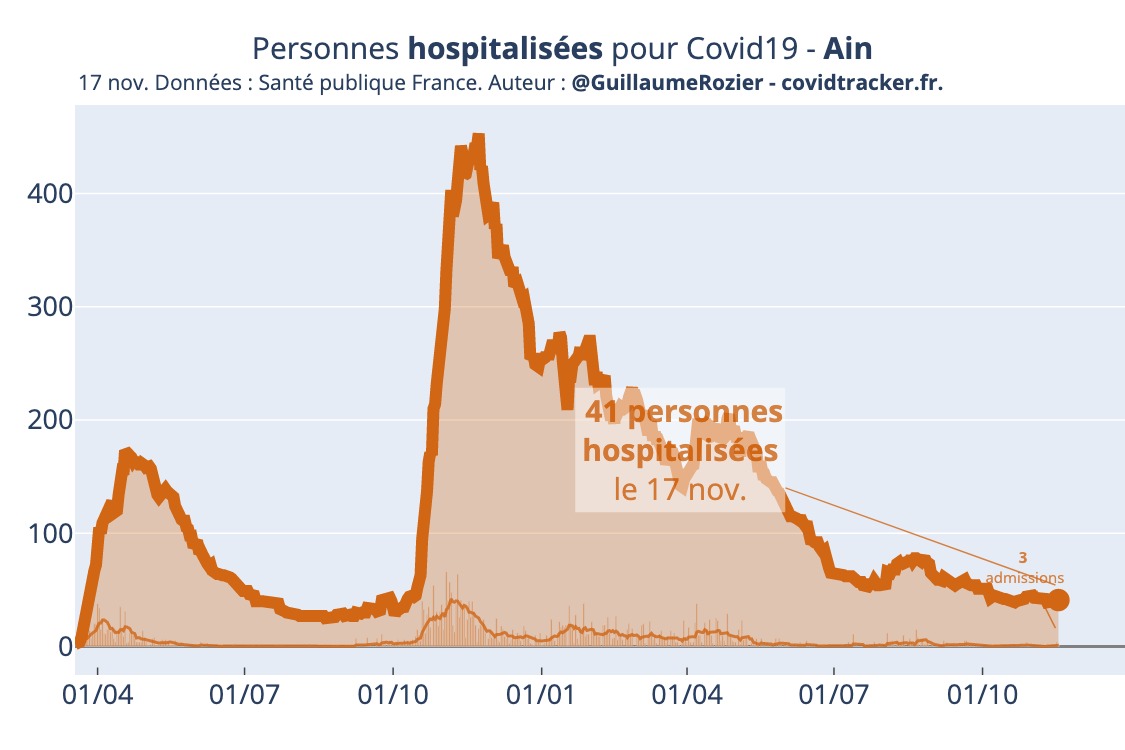 Personnes hospitalisées pour Covid19 - Ain
17 nov. Données : Santé publique France. Auteur : @GuillaumeRozier - covidtracker.fr.
400
300
200
100
0
41 personnes
hospitalisées
le 17 nov.
3
admissions
01/04
01/07
01/10
01/01
01/04
01/07
01/10